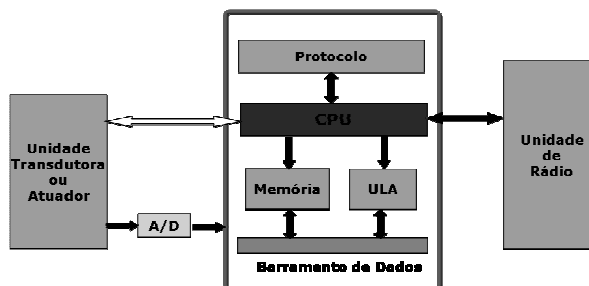 Protocolo
CPU
Unidade
Transdutora
ou
Atuador
Unidade
de
Rádio
Memória
ULA
A/D
Barramento de Dados